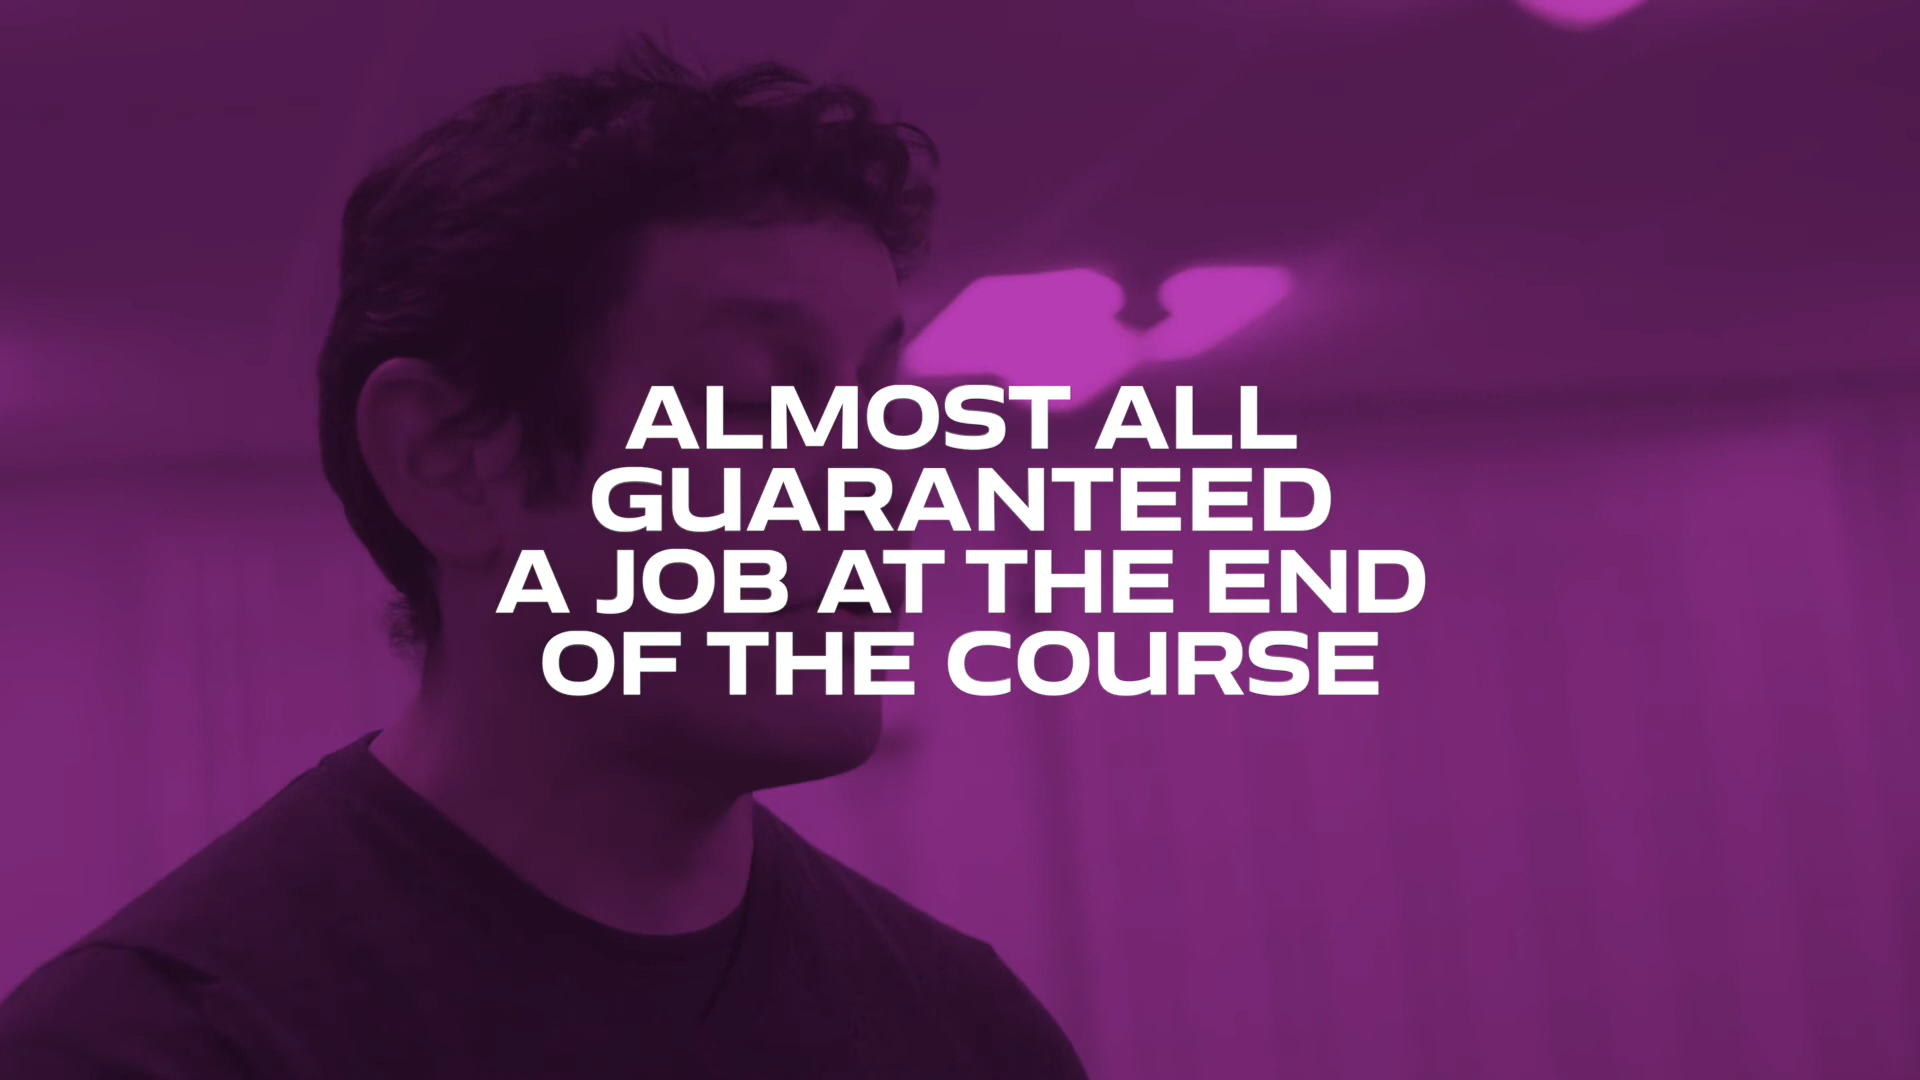 ALMOST ALL
GUARANTEED
A JOB AT THE END
OF THE COURSE